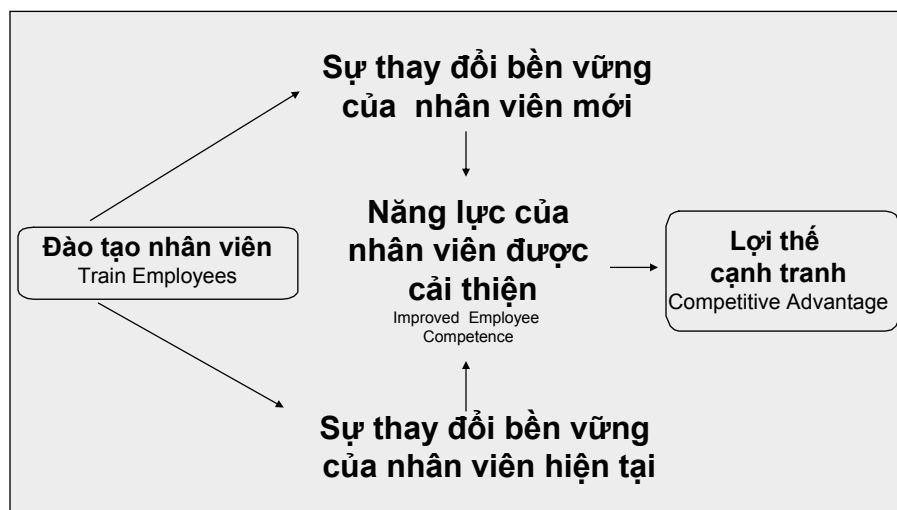 Sự thay đổi bền vững
của nhân viên mới
Đào tạo nhân viên
Train Employees
Năng lực của
nhân viên được
cải thiện
Improved Employee
Competence
Lợi thế
cạnh tranh
Competitive Advantage
Sự thay đổi bền vững
của nhân viên hiện tại